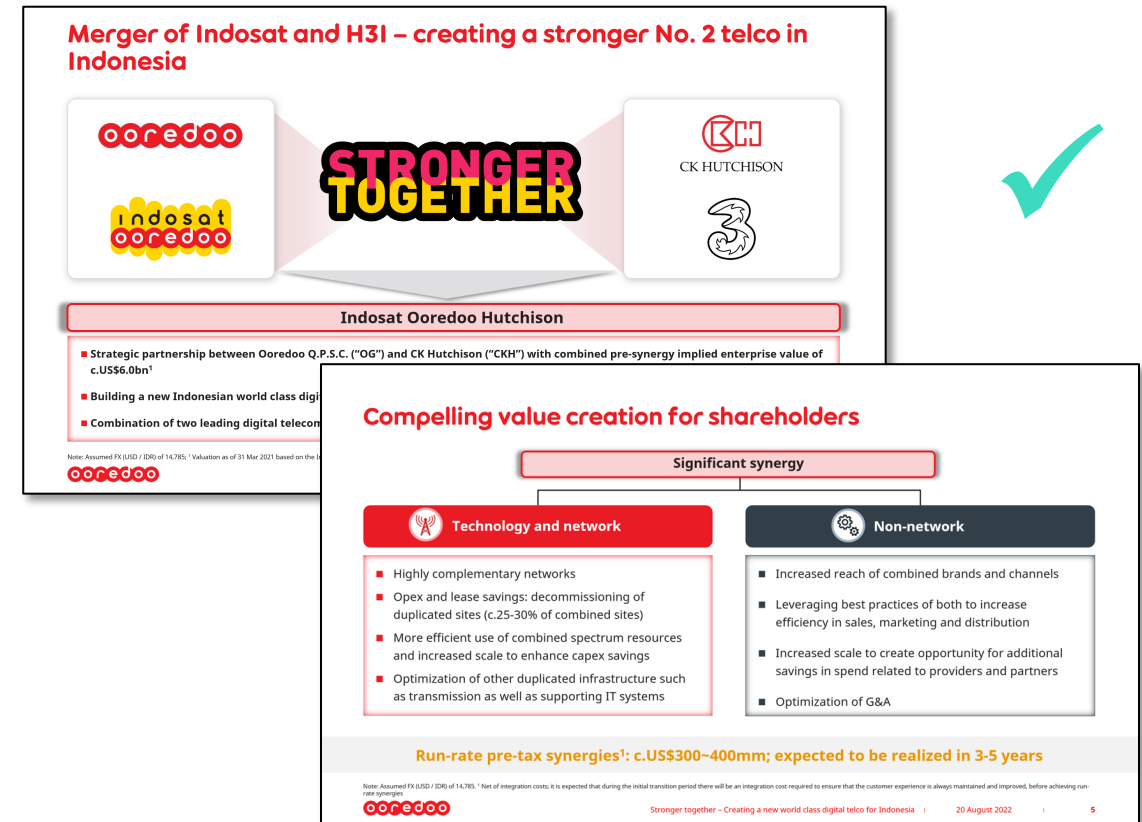 Merger of Indosat and H3I – creating a stronger No. 2 telco in
Indonesia
ooredoo
indosat
ooredoo
STRONGER
TOGETHER
CKH
CK HUTCHISON
3
Indosat Ooredoo Hutchison
■ Strategic partnership between Ooredoo Q.P.S.C. (“OG”) and CK Hutchison (“CKH”) with combined pre-synergy implied enterprise value of
c.US$6.0bn¹
■ Building a new Indonesian world class
■ Combination of two leading digital
Note: Assumed FX (USD / IDR) of 14,785; ¹ Valuation as of 31 Mar 2021 based on the
ooredoo
Compelling value creation for shareholders
Significant synergy
Technology and network
■ Highly complementary networks
■ Opex and lease savings: decommissioning of
duplicated sites (c.25-30% of combined sites)
■ More efficient use of combined spectrum resources
and increased scale to enhance capex savings
■ Optimization of other duplicated infrastructure such
as transmission as well as supporting IT systems
Non-network
■ Increased reach of combined brands and channels
■ Leveraging best practices of both to increase
efficiency in sales, marketing and distribution
■ Increased scale to create opportunity for additional
savings in spend related to providers and partners
■ Optimization of G&A
Run-rate pre-tax synergies¹: c.US$300~400mm; expected to be realized in 3-5 years
Note: Assumed FX (USD / IDR) of 14,785. ¹ Net of integration costs; it is expected that during the initial transition period there will be an integration cost required to ensure that the customer experience is always maintained and improved, before achieving run-
rate synergies
ooredoo
Stronger together – Creating a new world class digital telco for Indonesia | 20 August 2022 | 5